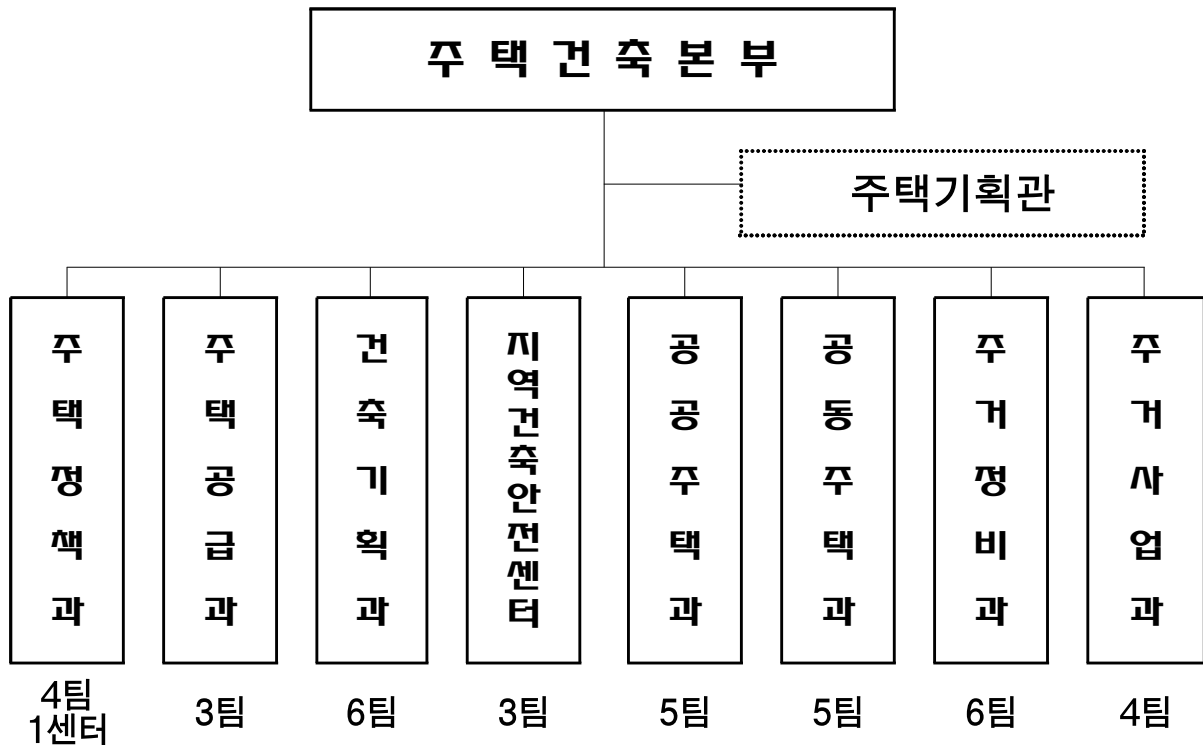 주택건축본부
주택기획관
주택정책과
주택공급과
건축기획과
지역건축안전센터
공공주택과
공동주택과
주거정비과
주거사업과
4팀
1센터
3팀
6팀
3팀
5팀
5팀
6팀
4팀